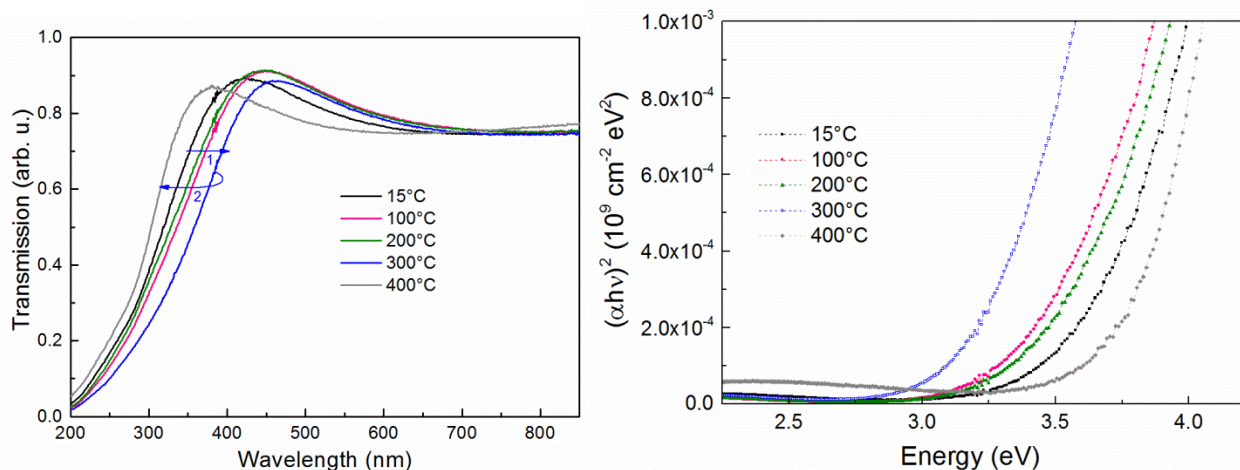 Transmission (arb. u.)
1.0
0.8
0.6
0.4
0.2
0.0
1
2
15°C
100°C
200°C
300°C
400°C
200 300 400 500 600 700 800
Wavelength (nm)
(αhν)² (10⁹ cm⁻² eV²)
1.0x10⁻³
8.0x10⁻⁴
6.0x10⁻⁴
4.0x10⁻⁴
2.0x10⁻⁴
0.0
15°C
100°C
200°C
300°C
400°C
2.5 3.0 3.5 4.0
Energy (eV)